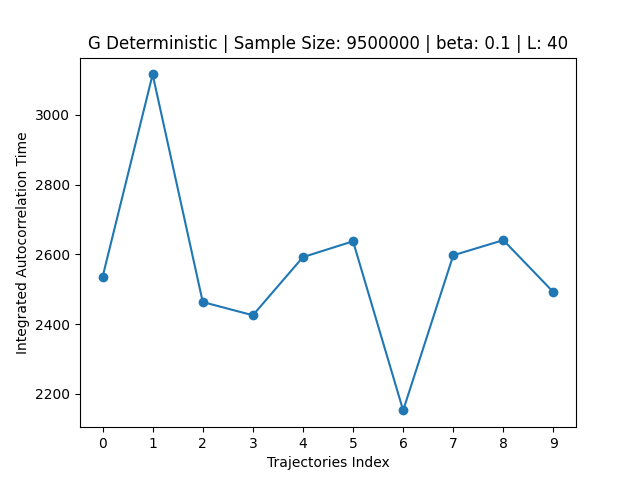 G Deterministic | Sample Size: 9500000 | beta: 0.1 | L: 40
Integrated Autocorrelation Time
3000
2800
2600
2400
2200
0 1 2 3 4 5 6 7 8 9
Trajectories Index